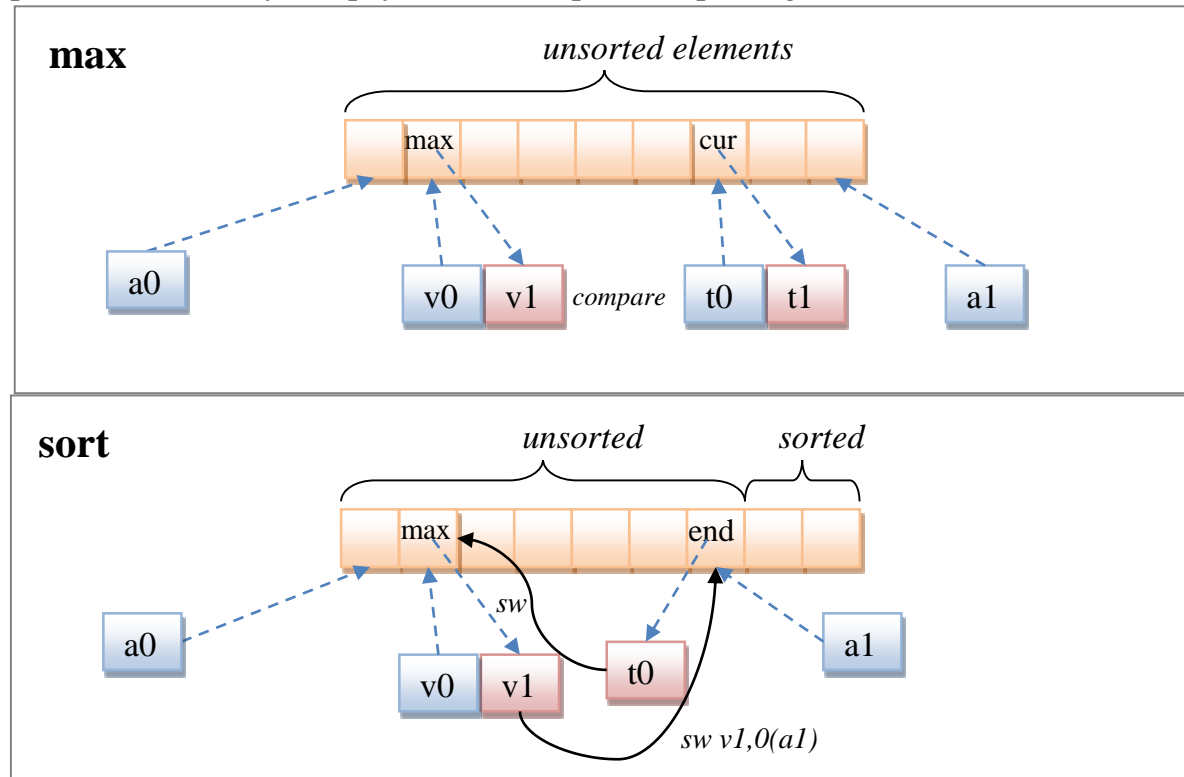 max
unsorted elements
max
cur
a0
v0
v1
compare
t0
t1
a1
sort
unsorted
sorted
max
end
sw
a0
v0
v1
t0
a1
sw v1,0(a1)